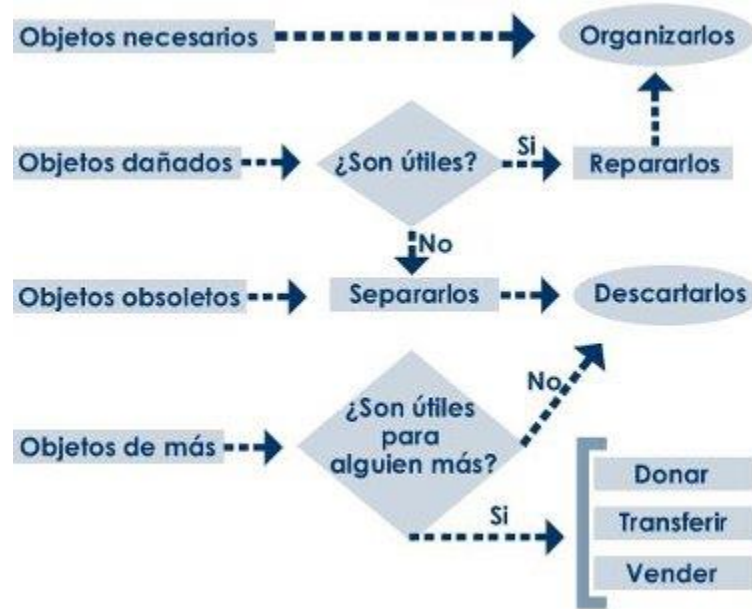 Objetos necesarios
Organizarlos
Objetos dañados
¿Son útiles?
Si
Repararlos
No
Objetos obsoletos
Separarlos
Descartarlos
Objetos de más
¿Son útiles
para
alguien más?
No
Si
Donar
Transferir
Vender